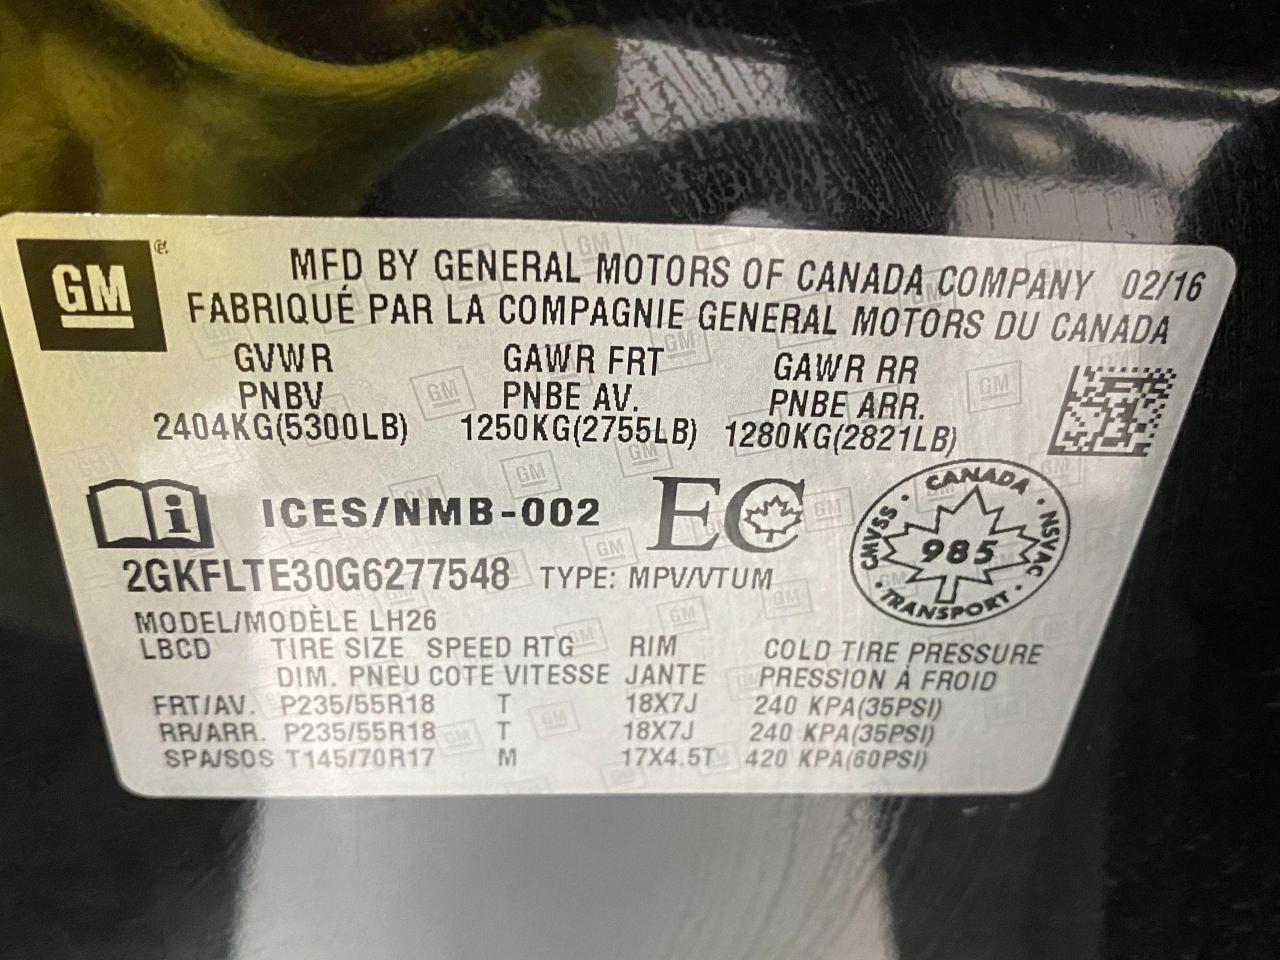 GM ®
MFD BY GENERAL MOTORS OF CANADA COMPANY 02/16
FABRIQUÉ PAR LA COMPAGNIE GENERAL MOTORS DU CANADA
GVWR GAWR FRT GAWR RR
PNBV PNBE AV. PNBE ARR.
2404KG(5300LB) 1250KG(2755LB) 1280KG(2821LB)
i ICES/NMB-002 EC
CANADA
CMVSS 985 NSVAC
TRANSPORT
2GKFLTE30G6277548 TYPE: MPV/VTUM
MODEL/MODÈLE LH26
LBCD TIRE SIZE SPEED RTG RIM COLD TIRE PRESSURE
DIM. PNEU COTE VITESSE JANTE PRESSION À FROID
FRT/AV. P235/55R18 T 18X7J 240 KPA(35PSI)
RR/ARR. P235/55R18 T 18X7J 240 KPA(35PSI)
SPA/SOS T145/70R17 M 17X4.5T 420 KPA(60PSI)